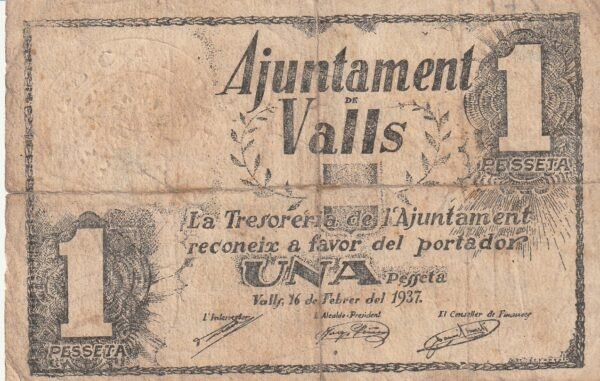 Ajuntament
DE
Valls
1
PESSETA
La Tresoreria de l'Ajuntament
reconeix a favor del portador
UNA Pesseta
Valls, 16 de Febrer del 1937.
L'Interventor
L'Alcalde-President
El Conseller de Finances
1
PESSETA